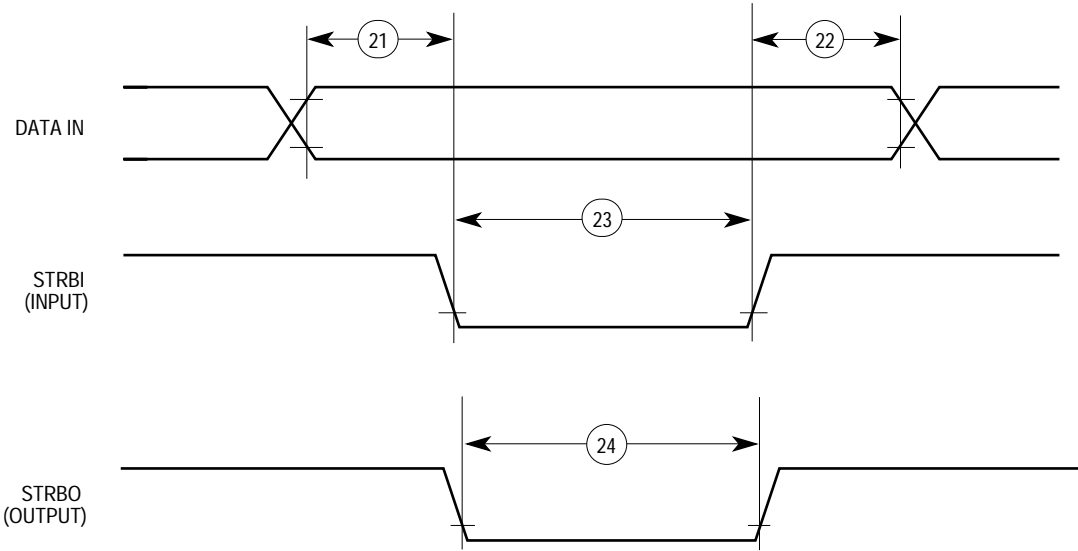 21
22
DATA IN
23
STRBI
(INPUT)
24
STRBO
(OUTPUT)